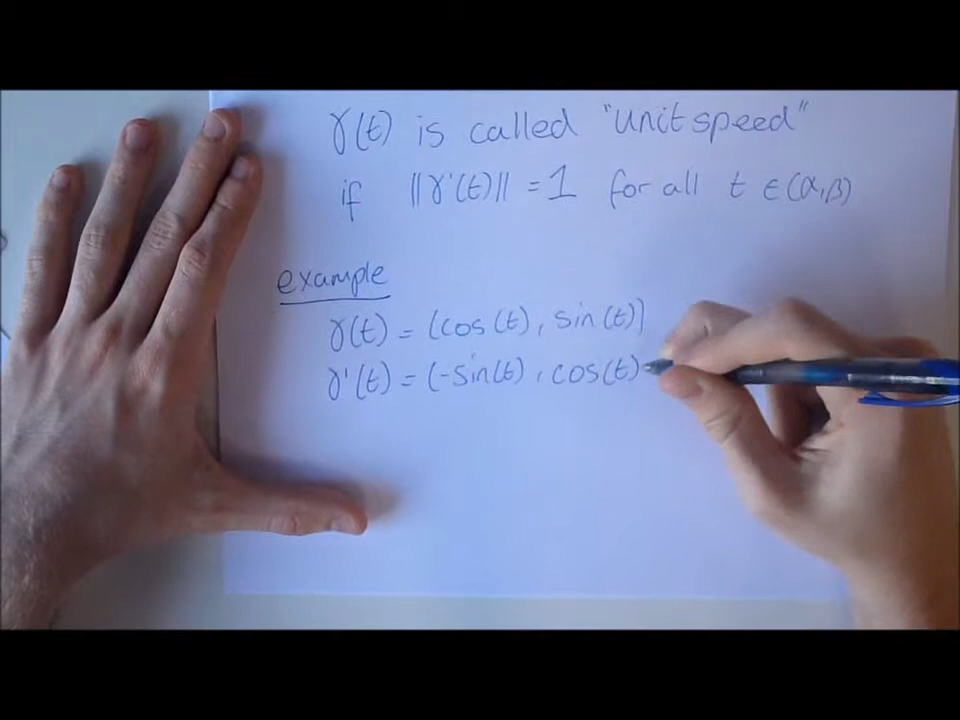 γ(t) is called "unit speed"
if ||γ'(t)|| = 1 for all t ∈ (α,β)
example
γ(t) = (cos(t), sin(t))
γ'(t) = (-sin(t), cos(t)